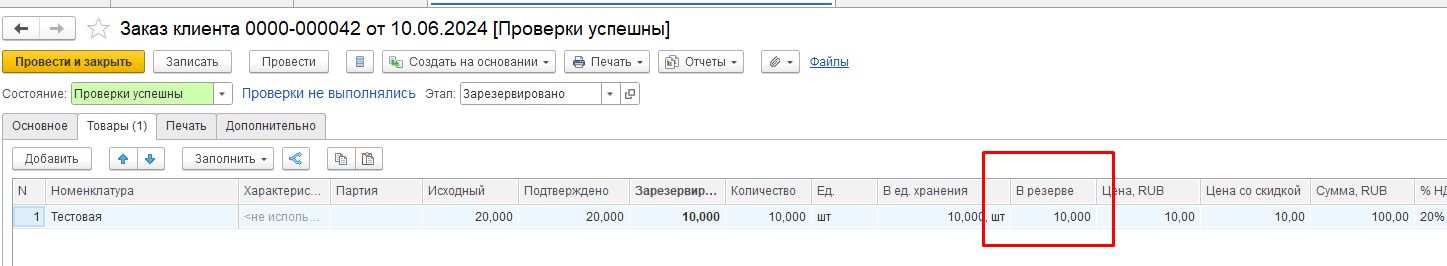 Заказ клиента 0000-000042 от 10.06.2024 [Проверки успешны]
Провести и закрыть Записать Провести Создать на основании Печать Отчеты Файлы
Состояние: Проверки успешны Проверки не выполнялись Этап: Зарезервировано
Основное Товары (1) Печать Дополнительно
Добавить Заполнить
N Номенклатура Характерис... Партия Исходный Подтверждено Зарезервир... Количество Ед. В ед. хранения В резерве Цена, RUB Цена со скидкой Сумма, RUB % НД
1 Тестовая <не исполь... 20,000 20,000 10,000 10,000 шт 10,000, шт 10,000 10,00 10,00 100,00 20%